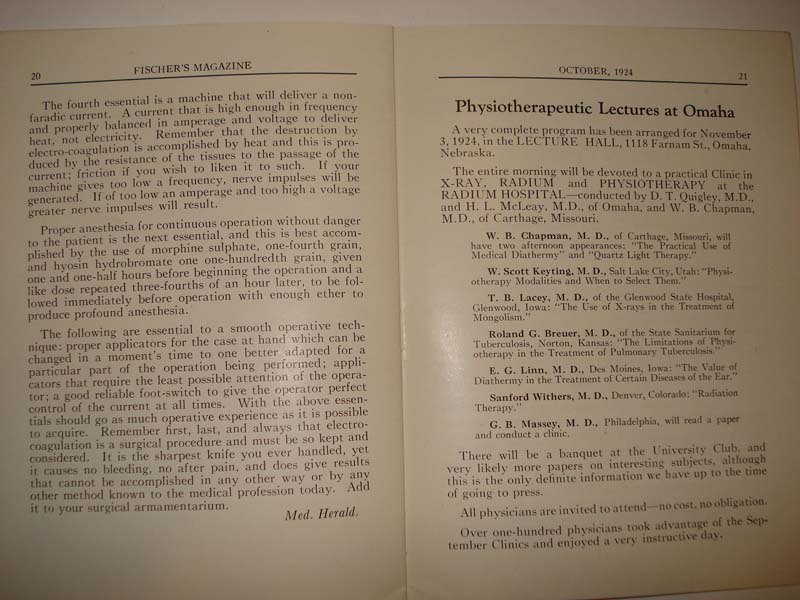 20
FISCHER'S MAGAZINE
The fourth essential is a machine that will deliver a non-
faradic current. A current that is high enough in frequency
and properly balanced in amperage and voltage to deliver
heat, not electricity. Remember that the destruction by
electro-coagulation is accomplished by heat and this is pro-
duced by the resistance of the tissues to the passage of the
current; friction if you wish to liken it to such. If your
machine gives too low a frequency, nerve impulses will be
generated. If of too low an amperage and too high a voltage
greater nerve impulses will result.
Proper anesthesia for continuous operation without danger
to the patient is the next essential, and this is best accom-
plished by the use of morphine sulphate, one-fourth grain,
and hyosin hydrobromate one one-hundredth grain, given
one and one-half hours before beginning the operation and a
like dose repeated three-fourths of an hour later, to be fol-
lowed immediately before operation with enough ether to
produce profound anesthesia.
The following are essential to a smooth operative tech-
nique: proper applicators for the case at hand which can be
changed in a moment's time to one better adapted for a
particular part of the operation being performed; appli-
cators that require the least possible attention of the opera-
tor; a good reliable foot-switch to give the operator perfect
control of the current at all times. With the above essen-
tials should go as much operative experience as it is possible
to acquire. Remember first, last, and always that electro-
coagulation is a surgical procedure and must be so kept and
considered. It is the sharpest knife you ever handled, yet
it causes no bleeding, no after pain, and does give results
that cannot be accomplished in any other way or by any
other method known to the medical profession today. Add
it to your surgical armamentarium.
Med. Herald.
OCTOBER, 1924
21
Physiotherapeutic Lectures at Omaha
A very complete program has been arranged for November
3, 1924, in the LECTURE HALL, 1118 Farnam St., Omaha,
Nebraska.
The entire morning will be devoted to a practical Clinic in
X-RAY, RADIUM and PHYSIOTHERAPY at the
RADIUM HOSPITAL—conducted by D. T. Quigley, M.D.,
and H. L. McLeay, M.D., of Omaha, and W. B. Chapman,
M.D., of Carthage, Missouri.
W. B. Chapman, M. D., of Carthage, Missouri, will
have two afternoon appearances: "The Practical Use of
Medical Diathermy" and "Quartz Light Therapy."
W. Scott Keyting, M. D., Salt Lake City, Utah: "Physi-
otherapy Modalities and When to Select Them."
T. B. Lacey, M. D., of the Glenwood State Hospital,
Glenwood, Iowa: "The Use of X-rays in the Treatment of
Mongolism."
Roland G. Breuer, M. D., of the State Sanitarium for
Tuberculosis, Norton, Kansas: "The Limitations of Physi-
otherapy in the Treatment of Pulmonary Tuberculosis."
E. G. Linn, M. D., Des Moines, Iowa: "The Value of
Diathermy in the Treatment of Certain Diseases of the Ear."
Sanford Withers, M. D., Denver, Colorado: "Radiation
Therapy."
G. B. Massey, M. D., Philadelphia, will read a paper
and conduct a clinic.
There will be a banquet at the University Club, and
very likely more papers on interesting subjects, although
this is the only definite information we have up to the time
of going to press.
All physicians are invited to attend—no cost, no obligation.
Over one-hundred physicians took advantage of the Sep-
tember Clinics and enjoyed a very instructive day.